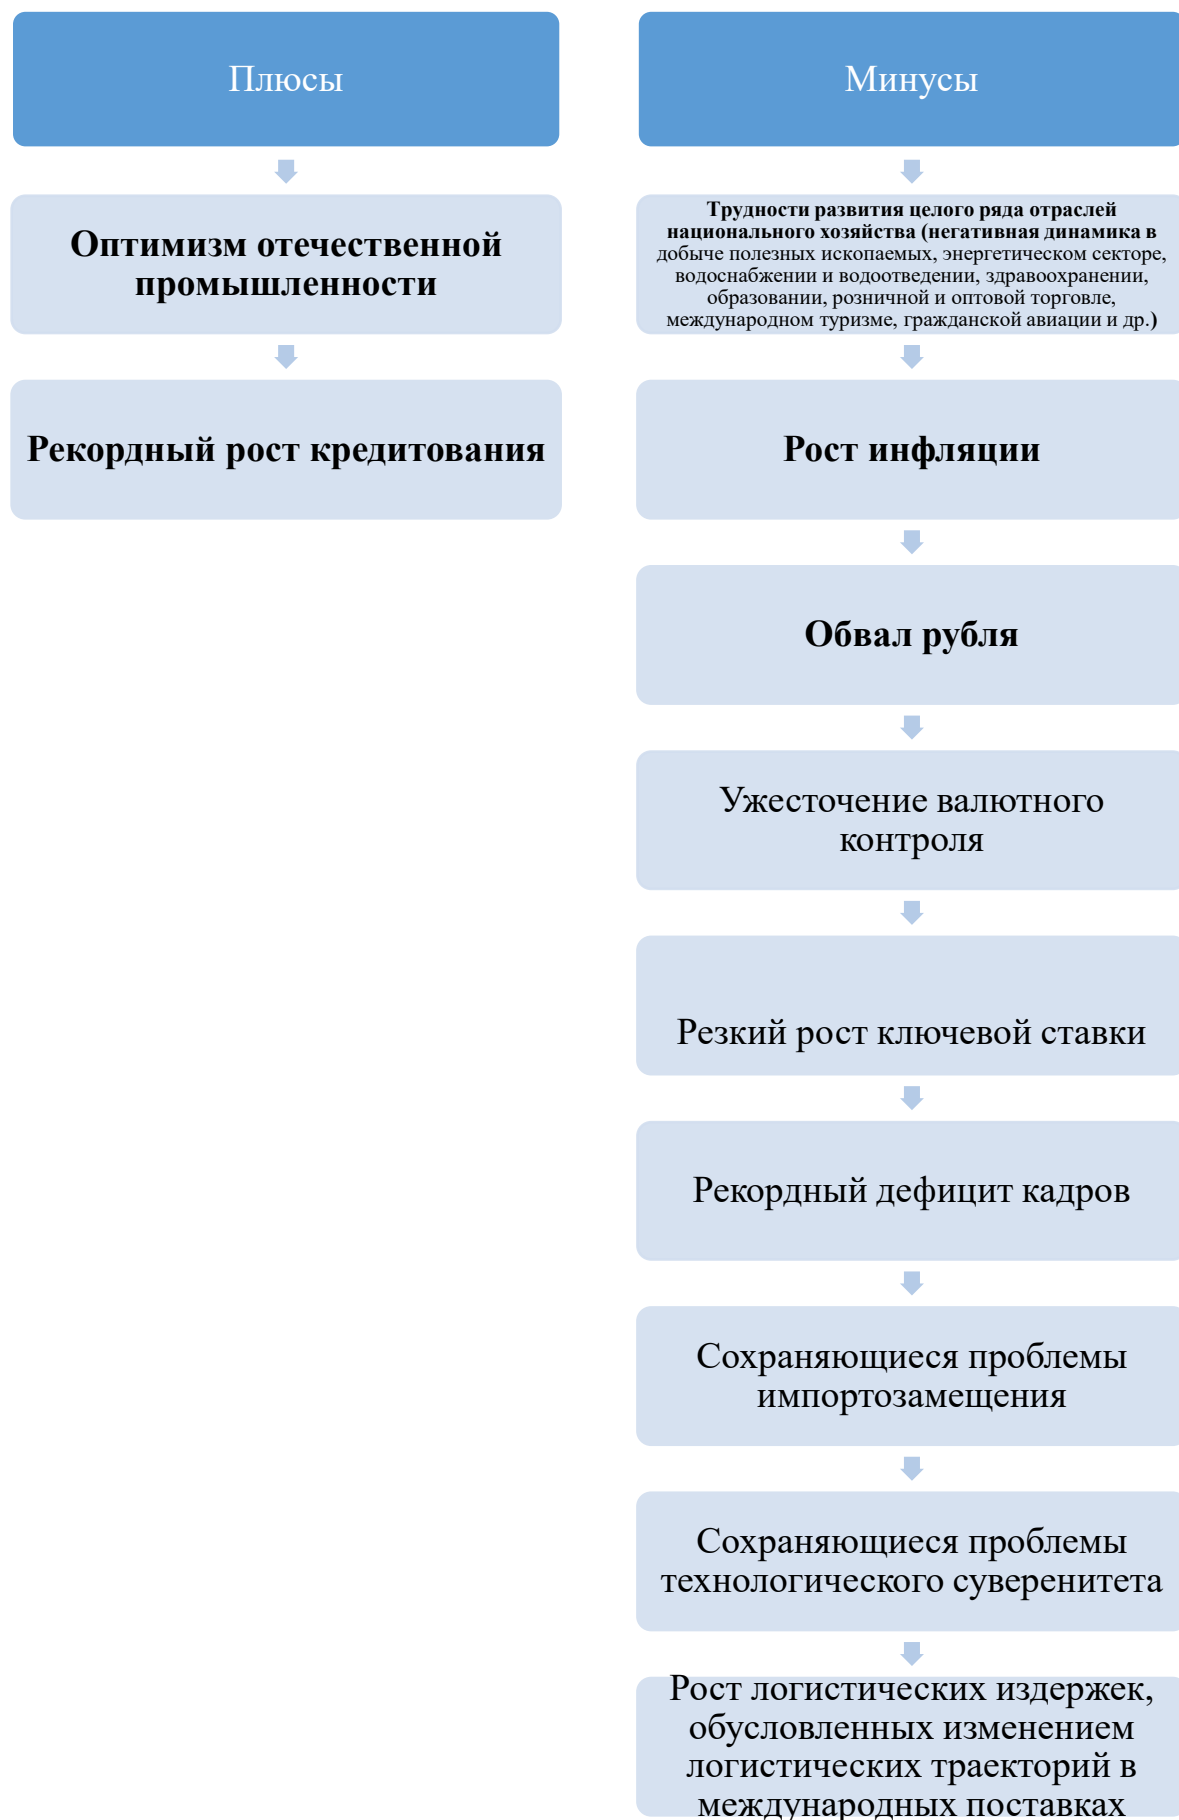 Плюсы
Оптимизм отечественной
промышленности
Рекордный рост кредитования
Минусы
Трудности развития целого ряда отраслей
национального хозяйства (негативная динамика в
добыче полезных ископаемых, энергетическом секторе,
водоснабжении и водоотведении, здравоохранении,
образовании, розничной и оптовой торговле,
международном туризме, гражданской авиации и др.)
Рост инфляции
Обвал рубля
Ужесточение валютного
контроля
Резкий рост ключевой ставки
Рекордный дефицит кадров
Сохраняющиеся проблемы
импортозамещения
Сохраняющиеся проблемы
технологического суверенитета
Рост логистических издержек,
обусловленных изменением
логистических траекторий в
международных поставках